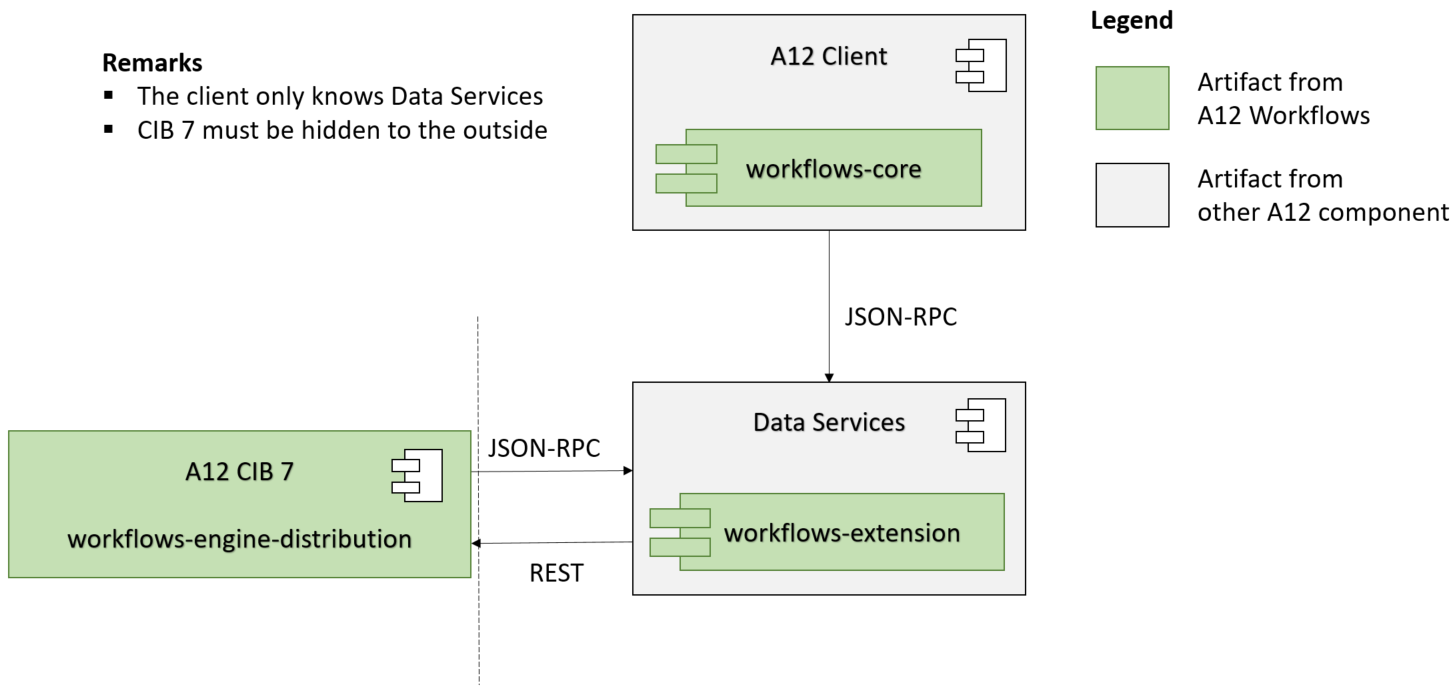 Remarks
▪ The client only knows Data Services
▪ CIB 7 must be hidden to the outside
A12 Client
workflows-core
Legend
Artifact from
A12 Workflows
Artifact from
other A12 component
JSON-RPC
Data Services
workflows-extension
JSON-RPC
REST
A12 CIB 7
workflows-engine-distribution